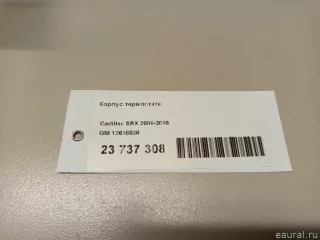 Корпус термостата
Cadillac SRX 2009-2016
GM 12616836
23 737 308
eaural.ru